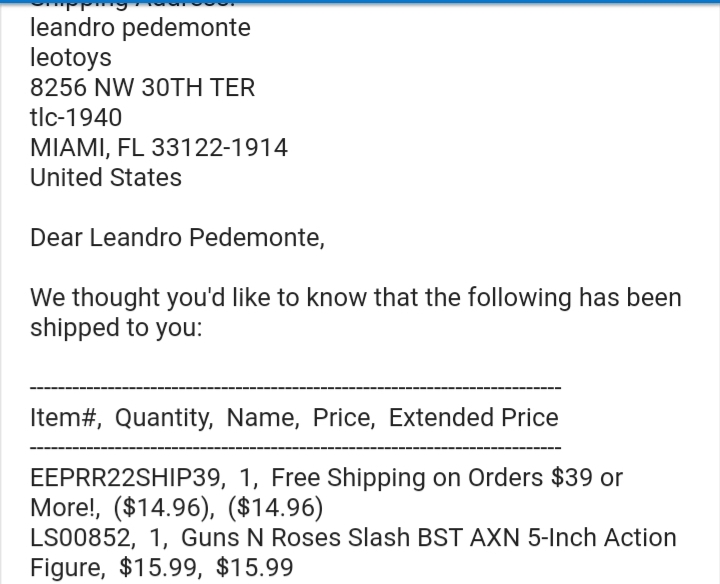 Shipping Address:
leandro pedemonte
leotoys
8256 NW 30TH TER
tlc-1940
MIAMI, FL 33122-1914
United States
Dear Leandro Pedemonte,
We thought you'd like to know that the following has been
shipped to you:
----------------------------------------------------------------------------
Item#,  Quantity,  Name,  Price,  Extended Price
----------------------------------------------------------------------------
EEPRR22SHIP39,  1,  Free Shipping on Orders $39 or
More!,  ($14.96),  ($14.96)
LS00852,  1,  Guns N Roses Slash BST AXN 5-Inch Action
Figure,  $15.99,  $15.99